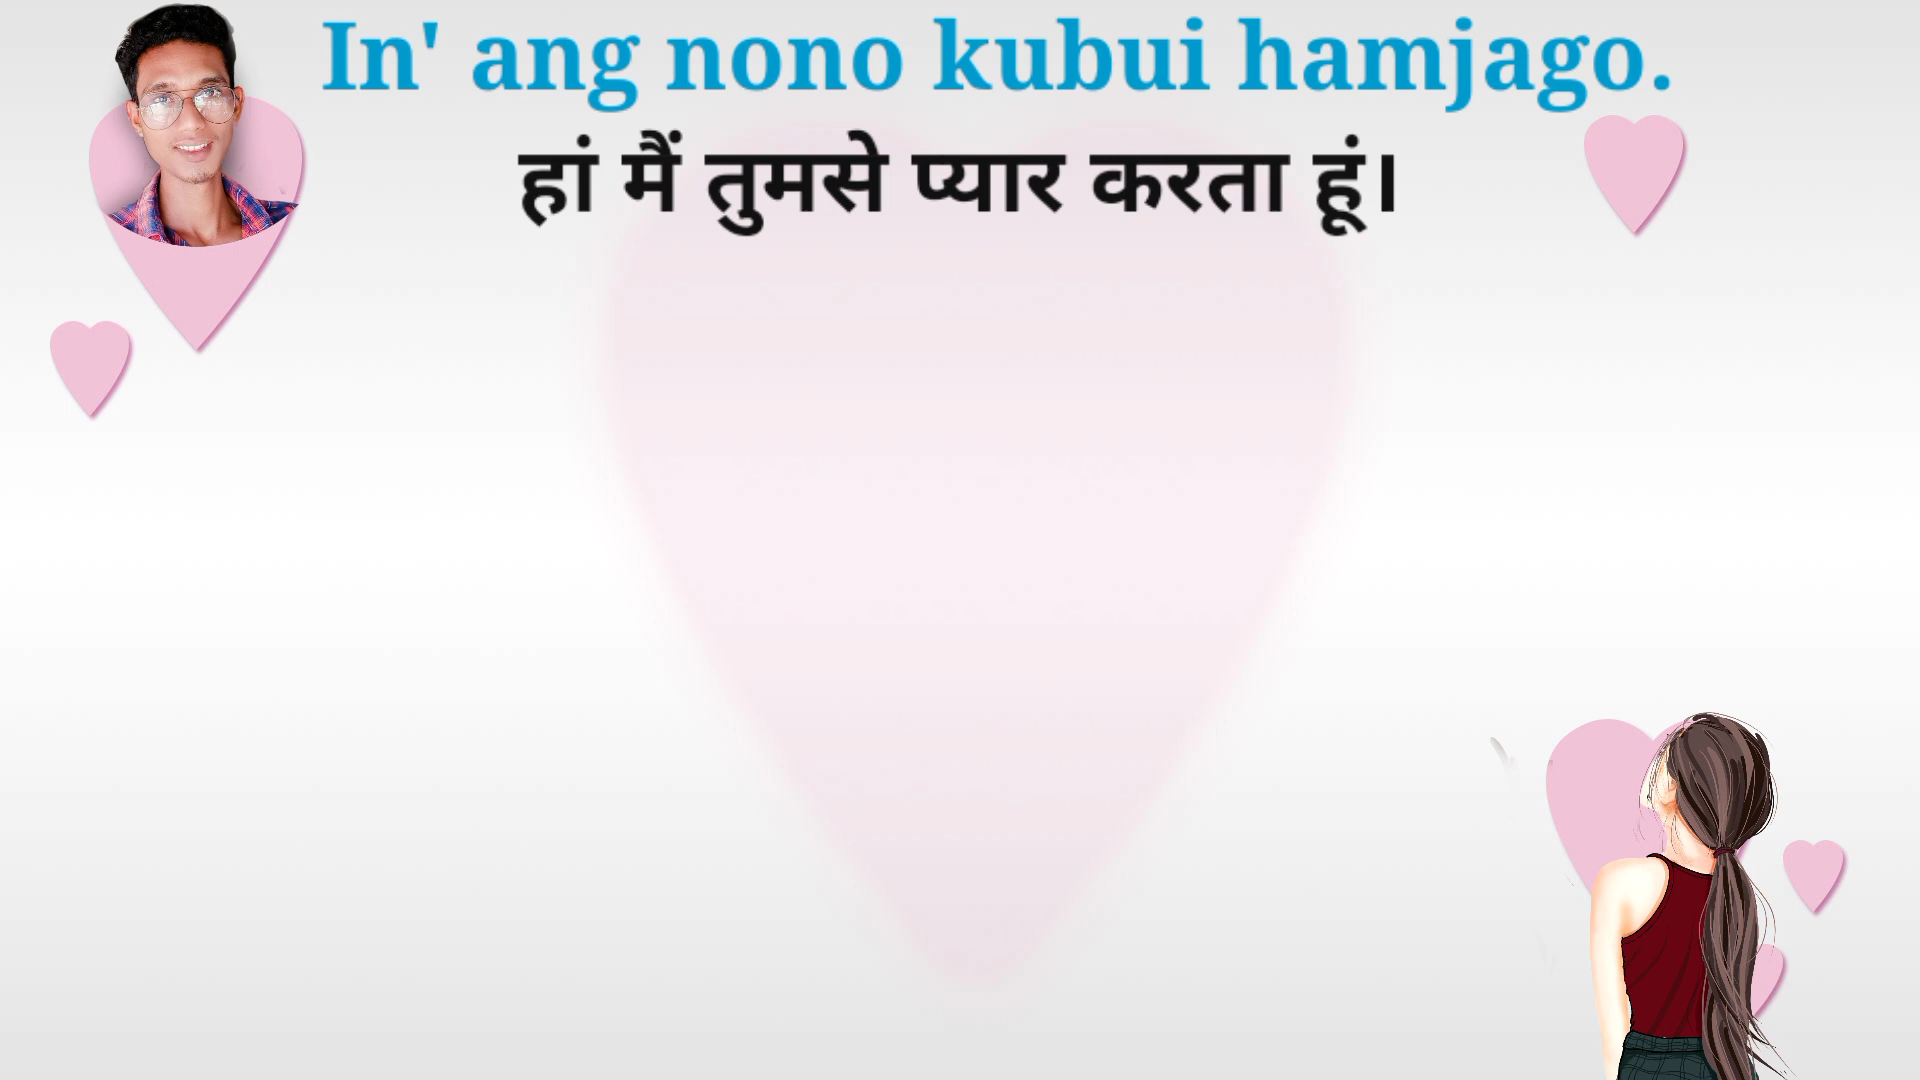 In' ang nono kubui hamjago.
हां मैं तुमसे प्यार करता हूं।